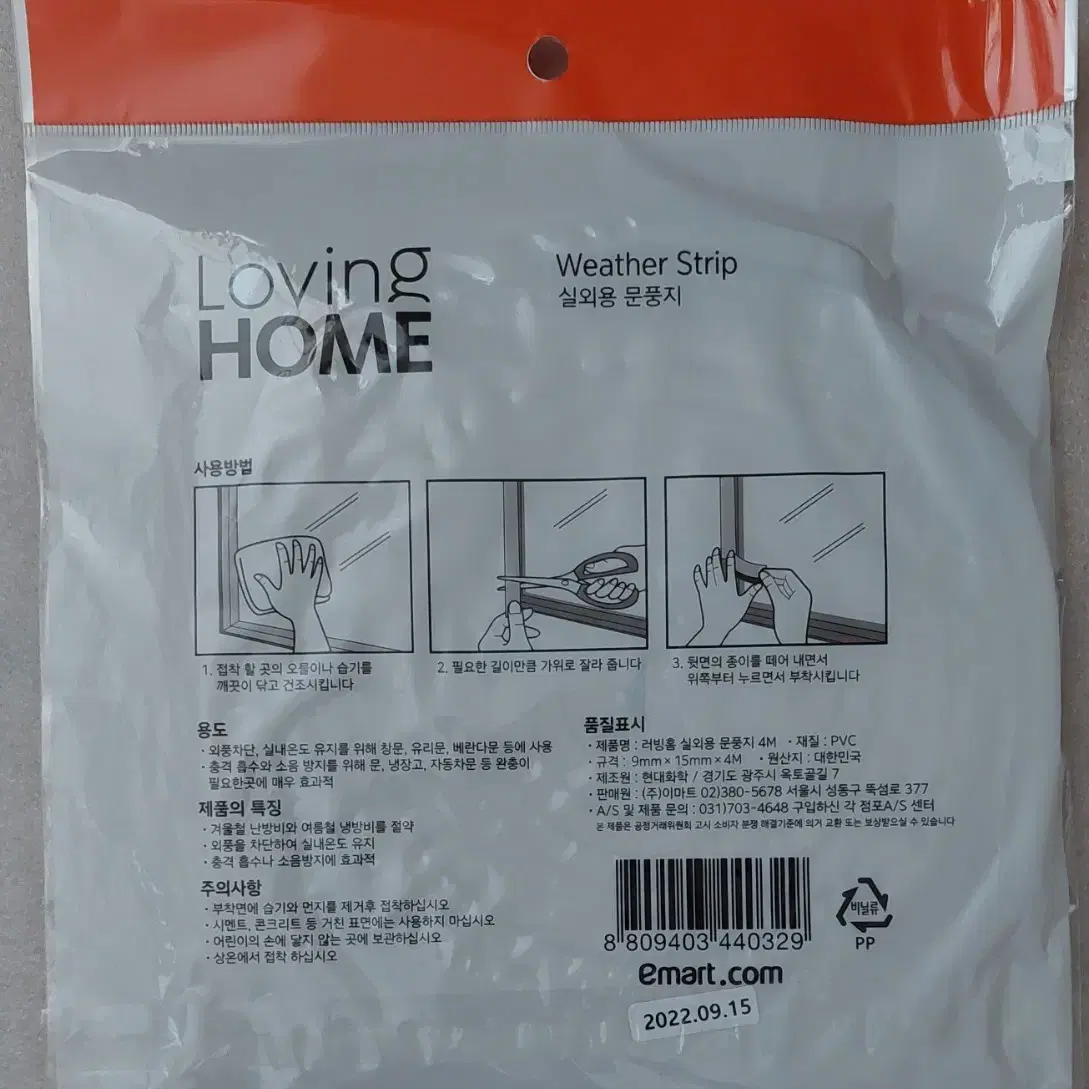 Loving
HOME
Weather Strip
실외용 문풍지
사용방법
1. 접착 할 곳의 오물이나 습기를
깨끗이 닦고 건조시킵니다
2. 필요한 길이만큼 가위로 잘라 줍니다
3. 뒷면의 종이를 떼어 내면서
위쪽부터 누르면서 부착시킵니다
용도
· 외풍차단, 실내온도 유지를 위해 창문, 유리문, 베란다문 등에 사용
· 충격 흡수와 소음 방지를 위해 문, 냉장고, 자동차문 등 완충이
필요한곳에 매우 효과적
제품의 특징
· 겨울철 난방비와 여름철 냉방비를 절약
· 외풍을 차단하여 실내온도 유지
· 충격 흡수나 소음방지에 효과적
주의사항
· 부착면에 습기와 먼지를 제거후 접착하십시오
· 시멘트, 콘크리트 등 거친 표면에는 사용하지 마십시오
· 어린이의 손에 닿지 않는 곳에 보관하십시오
· 상온에서 접착 하십시오
품질표시
· 제품명 : 러빙홈 실외용 문풍지 4M · 재질 : PVC
· 규격 : 9mm × 15mm × 4M · 원산지 : 대한민국
· 제조원 : 현대화학 / 경기도 광주시 옥토골길 7
· 판매원 : (주)이마트 02)380-5678 서울시 성동구 뚝섬로 377
· A/S 및 제품 문의 : 031)703-4648 구입하신 각 점포A/S 센터
본 제품은 공정거래위원회 고시 소비자 분쟁 해결기준에 의거 교환 또는 보상받으실 수 있습니다
8 809403 440329
비닐류
PP
emart.com
2022.09.15